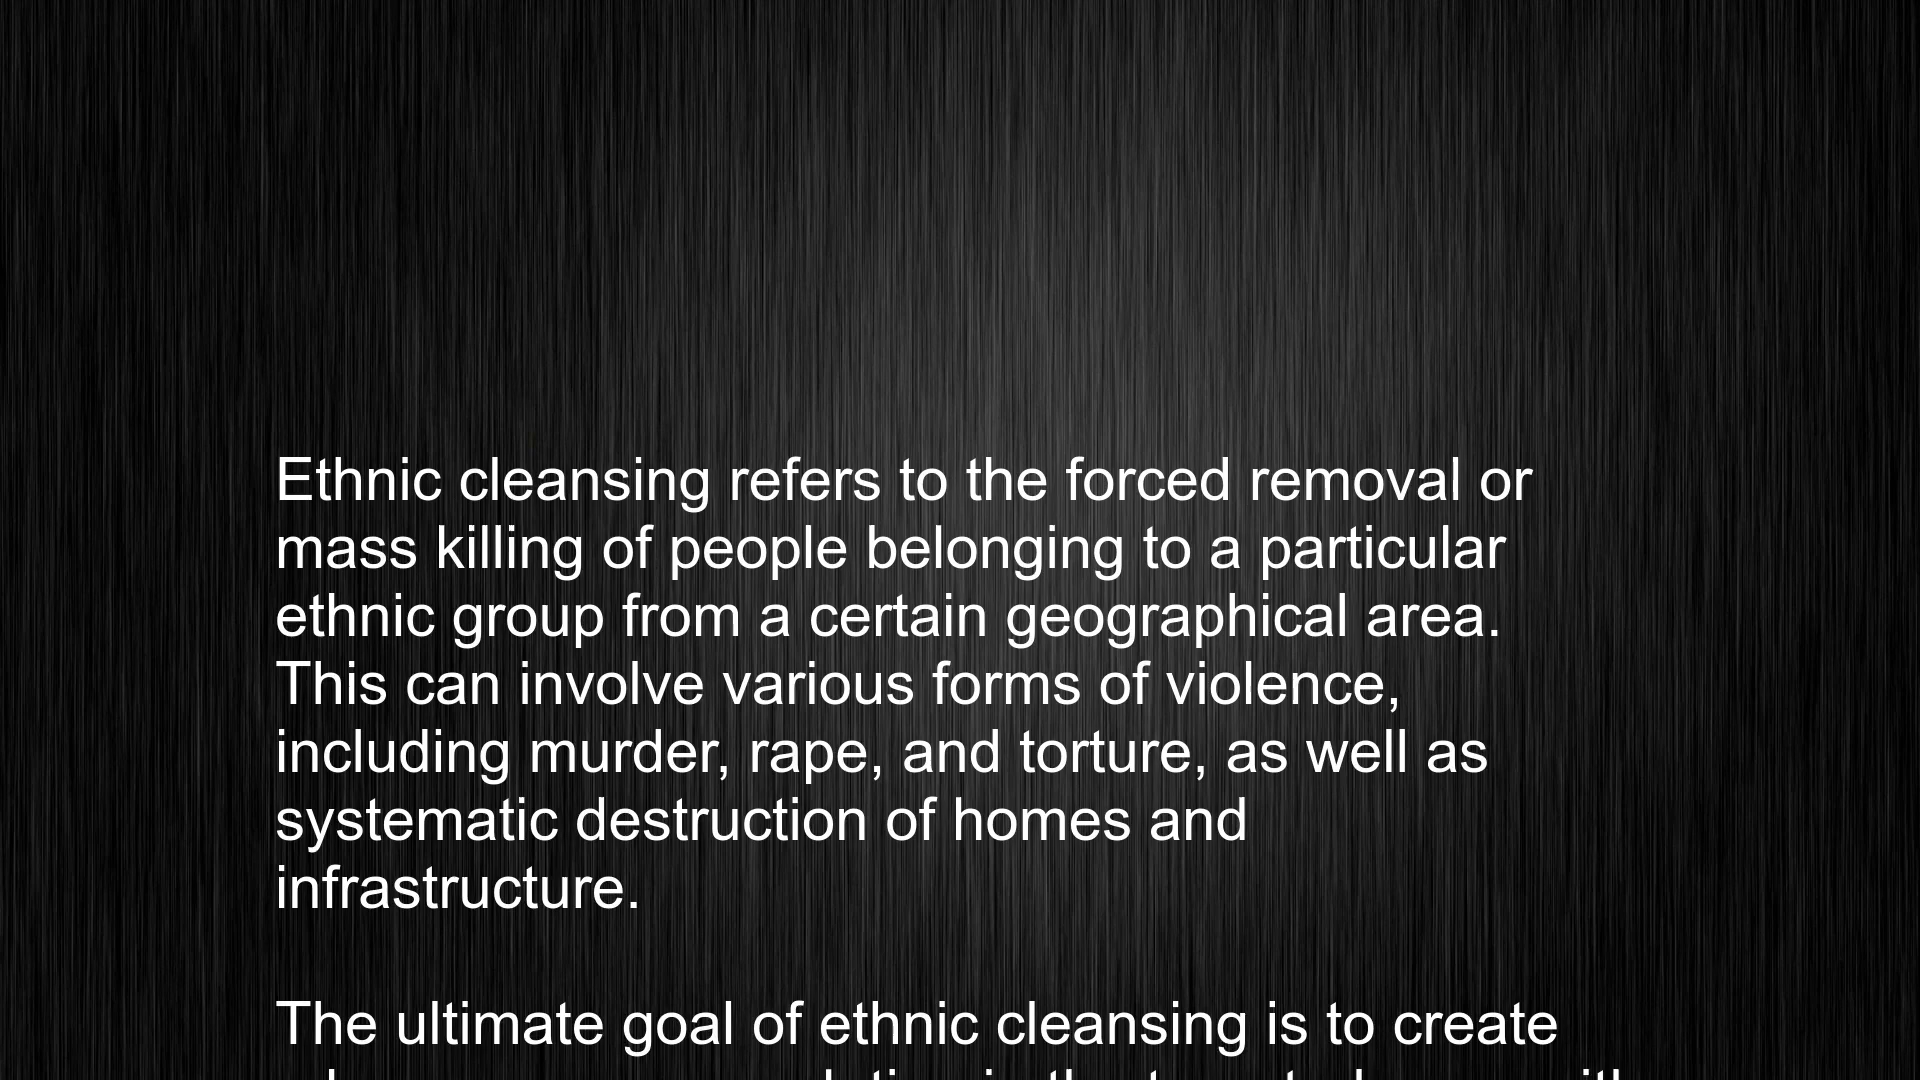 Ethnic cleansing refers to the forced removal or
mass killing of people belonging to a particular
ethnic group from a certain geographical area.
This can involve various forms of violence,
including murder, rape, and torture, as well as
systematic destruction of homes and
infrastructure.
The ultimate goal of ethnic cleansing is to create